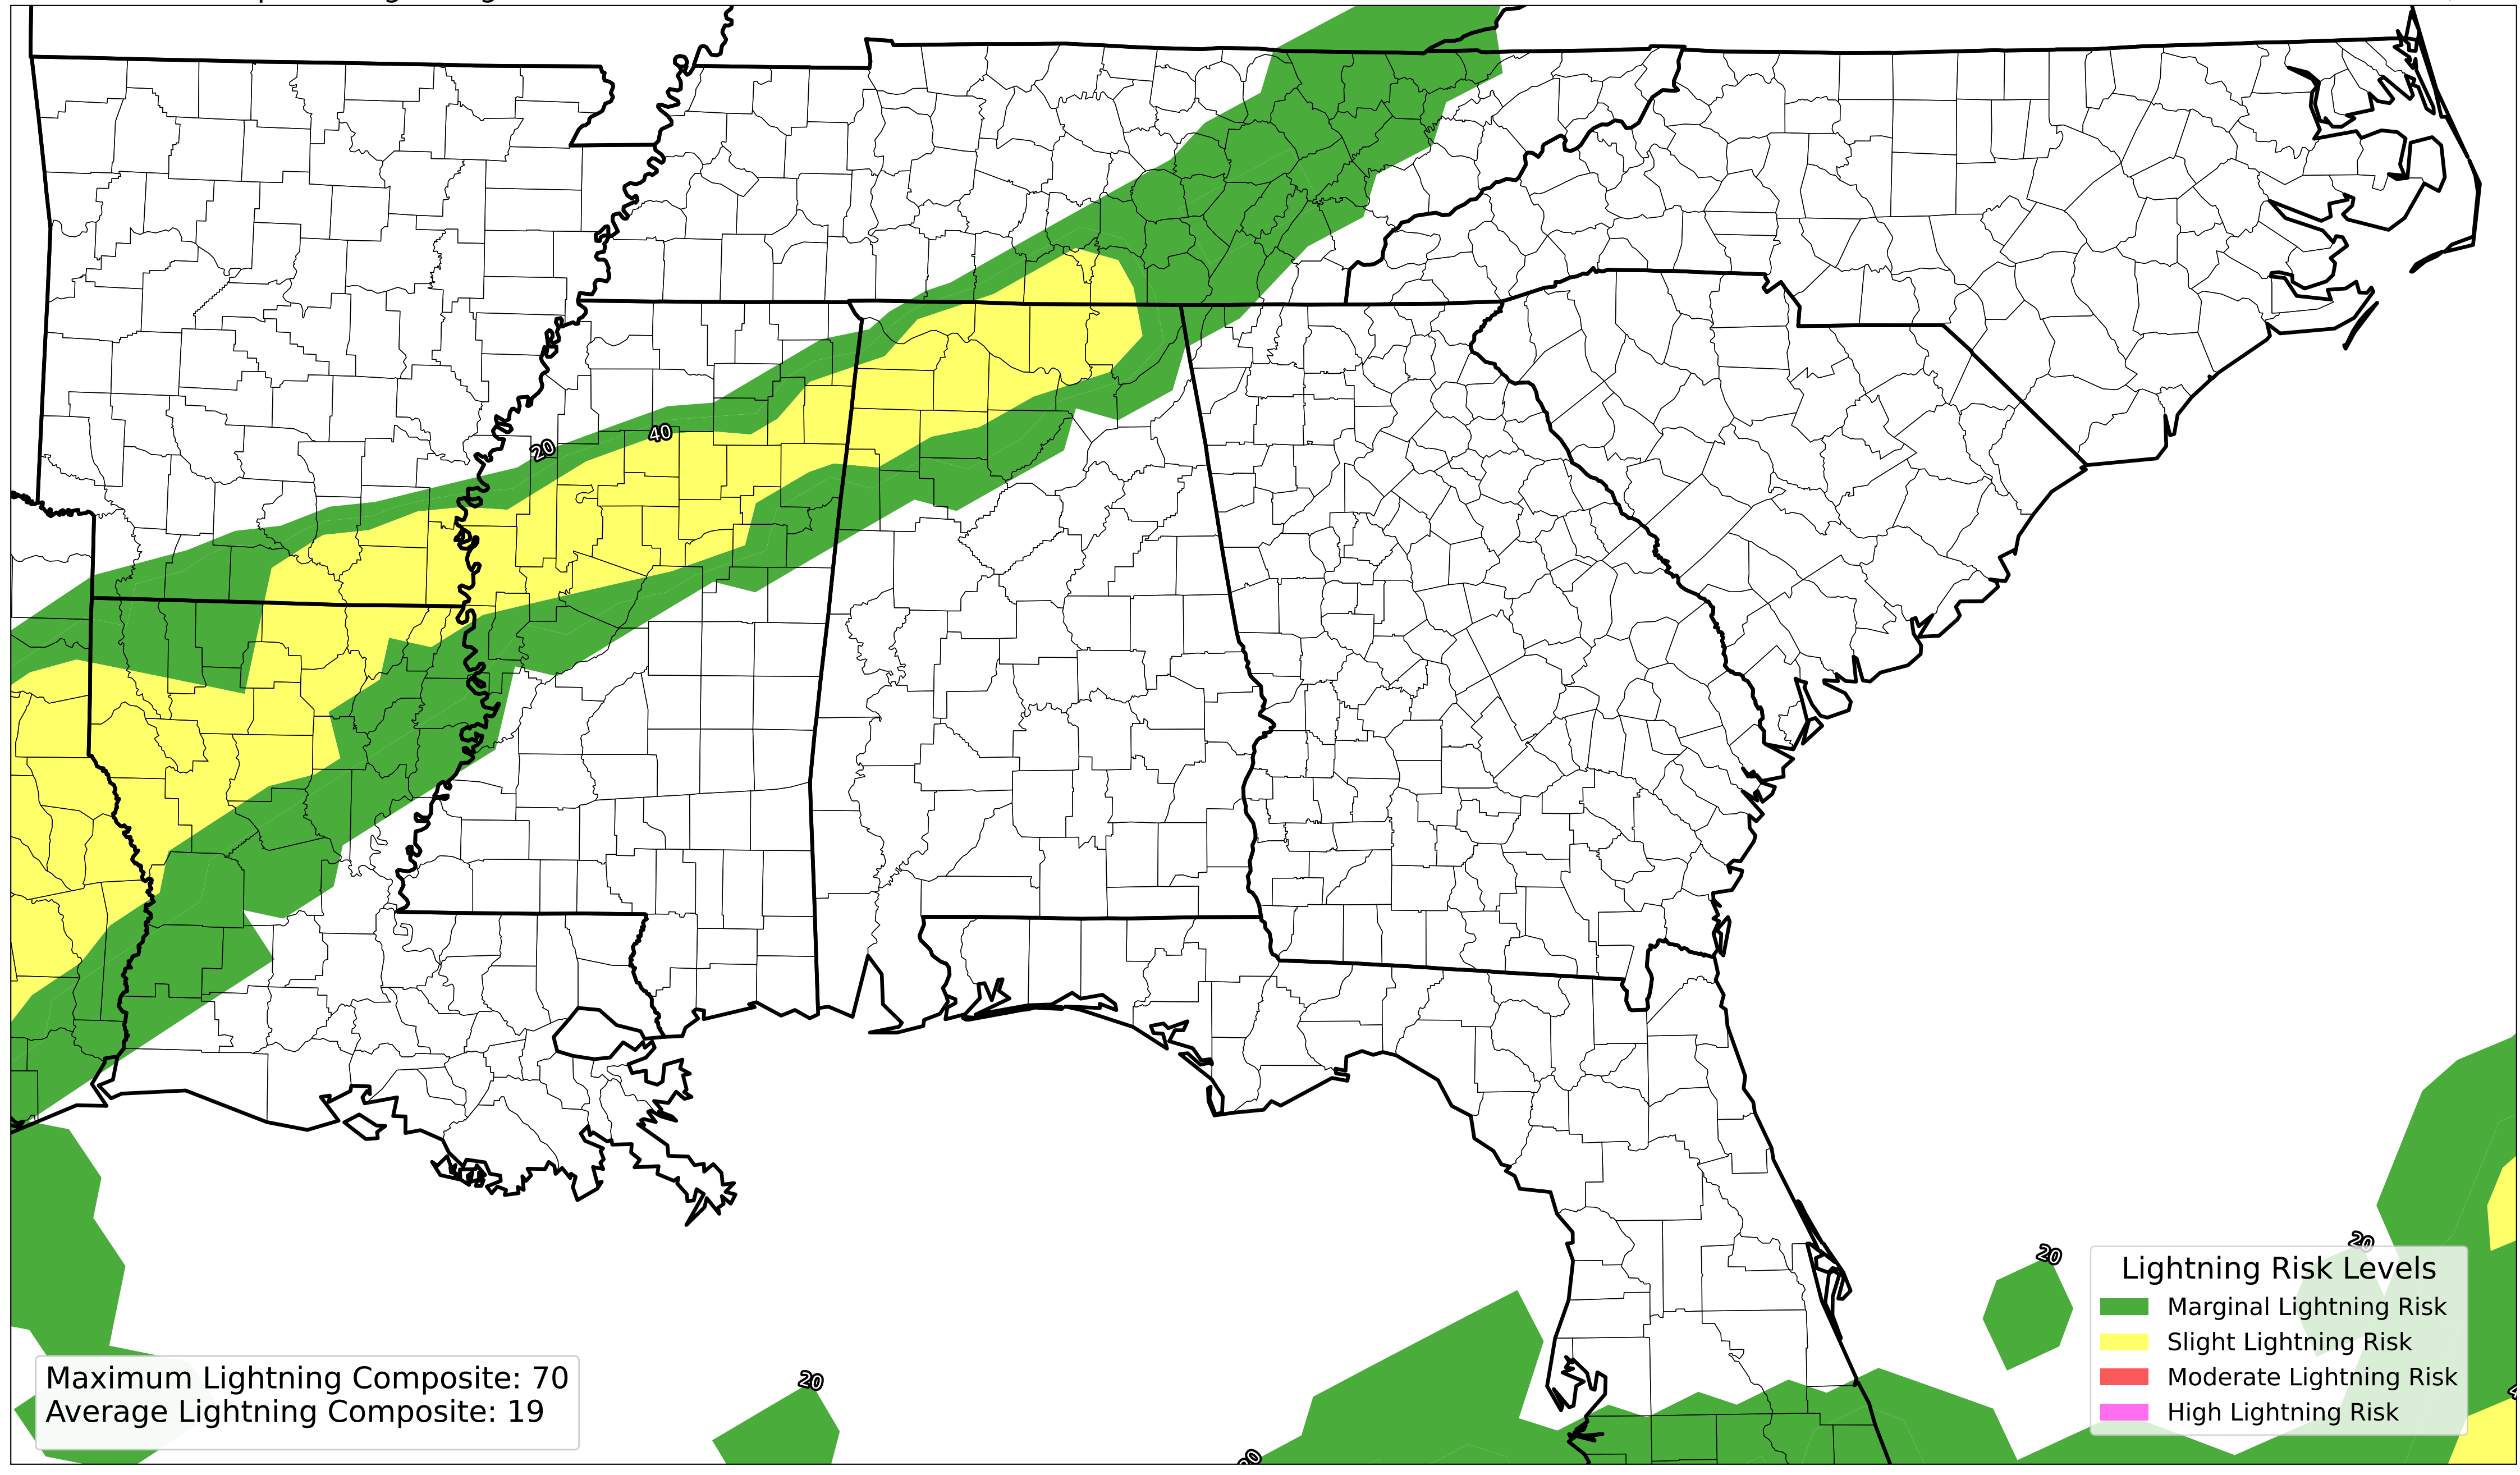 40
20
20
20
Lightning Risk Levels
Marginal Lightning Risk
Slight Lightning Risk
Moderate Lightning Risk
High Lightning Risk
Maximum Lightning Composite: 70
Average Lightning Composite: 19
20